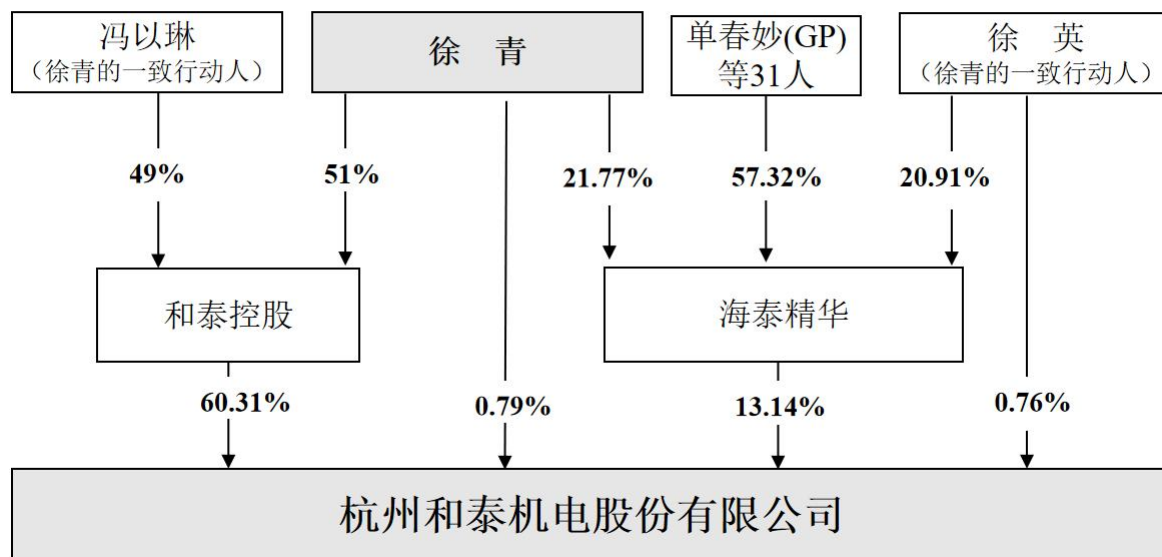 冯以琳
（徐青的一致行动人）
徐 青
单春妙(GP)
等31人
徐 英
（徐青的一致行动人）
49%
51%
21.77%
57.32%
20.91%
和泰控股
海泰精华
60.31%
0.79%
13.14%
0.76%
杭州和泰机电股份有限公司